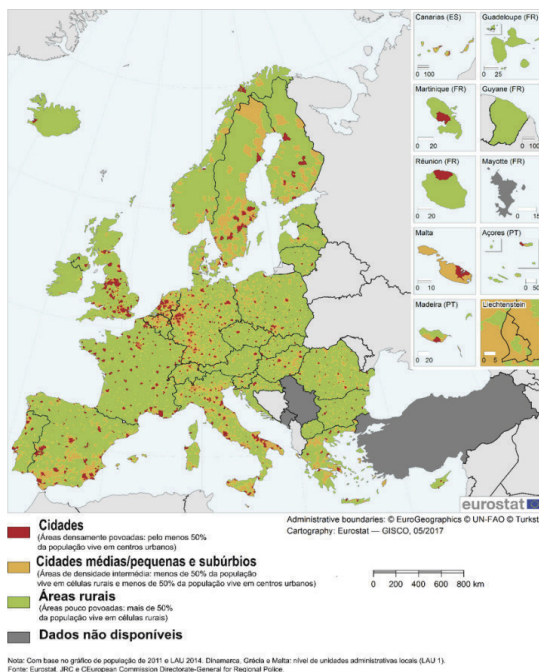 Canarias (ES)
0 100
Guadeloupe (FR)
0 25
Martinique (FR)
0 20
Guyane (FR)
0 100
Réunion (FR)
0 20
Mayotte (FR)
0 15
Malta
0 10
Açores (PT)
0 50
Madeira (PT)
0 20
Liechtenstein
0 5
eurostat
Administrative boundaries: © EuroGeographics © UN-FAO © Turkst
Cartography: Eurostat — GISCO, 05/2017
0 200 400 600 800 km
Cidades
(Áreas densamente povoadas: pelo menos 50%
da população vive em centros urbanos)
Cidades médias/pequenas e subúrbios
(Áreas de densidade intermédia: menos de 50% da população
vive em células rurais e menos de 50% da população vive em centros urbanos)
Áreas rurais
(Áreas pouco povoadas: mais de 50%
da população vive em células rurais)
Dados não disponíveis
Nota: Com base no gráfico de população de 2011 e LAU 2014. Dinamarca, Grécia e Malta: nível de unidades administrativas locais (LAU 1).
Fonte: Eurostat, JRC e CEuropean Commission Directorate-General for Regional Police.